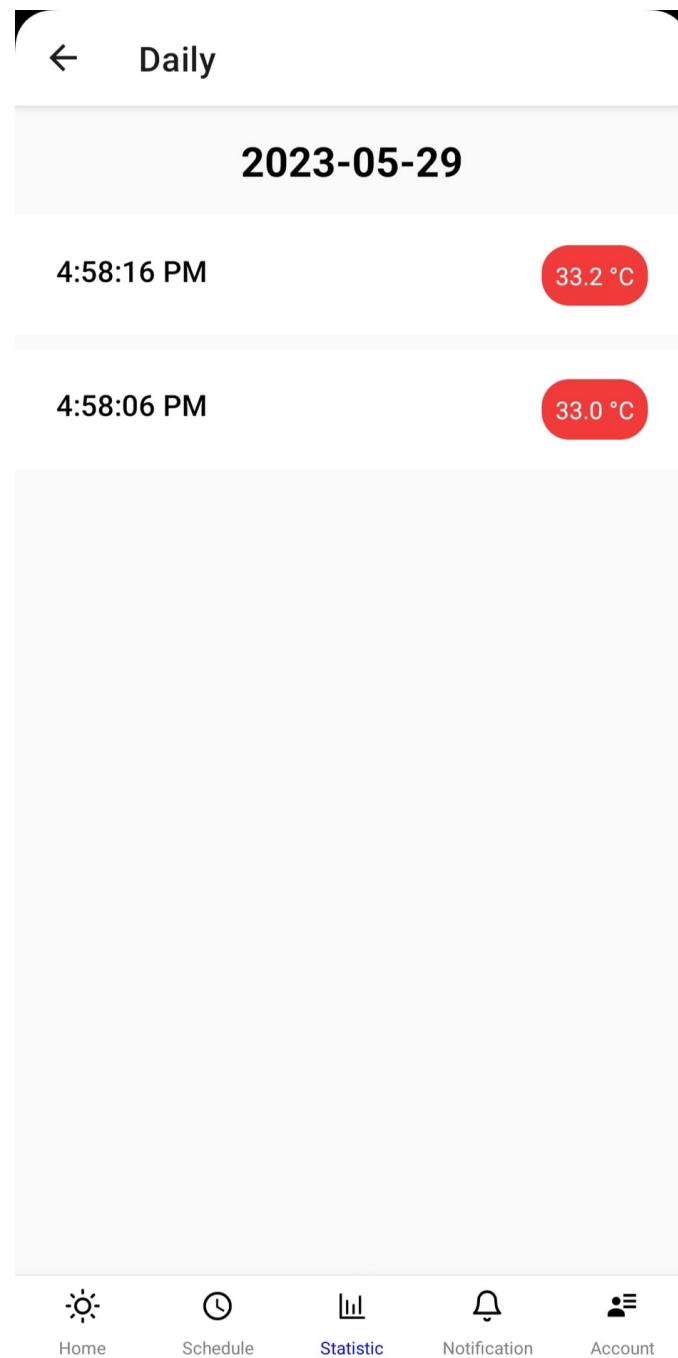 Daily
2023-05-29
4:58:16 PM 33.2 °C
4:58:06 PM 33.0 °C
Home Schedule Statistic Notification Account